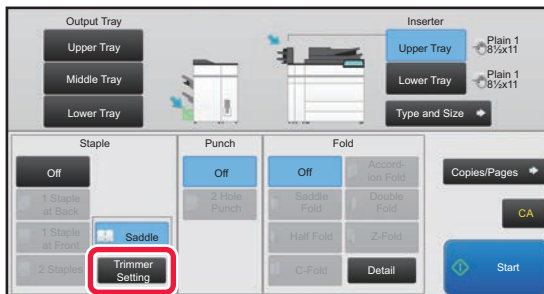 Output Tray
Inserter
Upper Tray
Upper Tray
Plain 1
8½x11
Middle Tray
Lower Tray
Plain 1
8½x11
Lower Tray
Type and Size
Staple
Punch
Fold
Off
Off
Off
Accord-
ion Fold
Copies/Pages
1 Staple
at Back
2 Hole
Punch
Saddle
Fold
Double
Fold
CA
1 Staple
at Front
Saddle
Half Fold
Z-Fold
2 Staples
Trimmer
Setting
C-Fold
Detail
Start